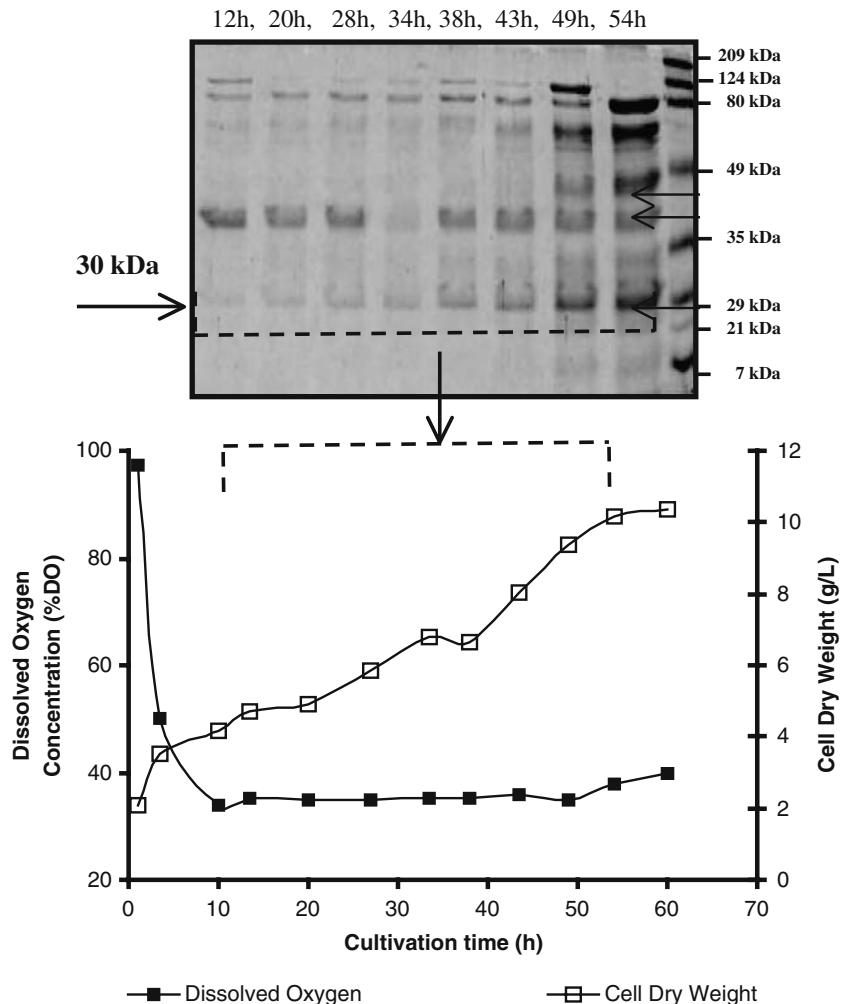 12h, 20h, 28h, 34h, 38h, 43h, 49h, 54h
209 kDa
124 kDa
80 kDa
49 kDa
35 kDa
30 kDa
29 kDa
21 kDa
7 kDa
100
80
60
40
20
12
10
8
6
4
2
0
Dissolved Oxygen
Concentration (%DO)
Cell Dry Weight (g/L)
0 10 20 30 40 50 60 70
Cultivation time (h)
Dissolved Oxygen Cell Dry Weight